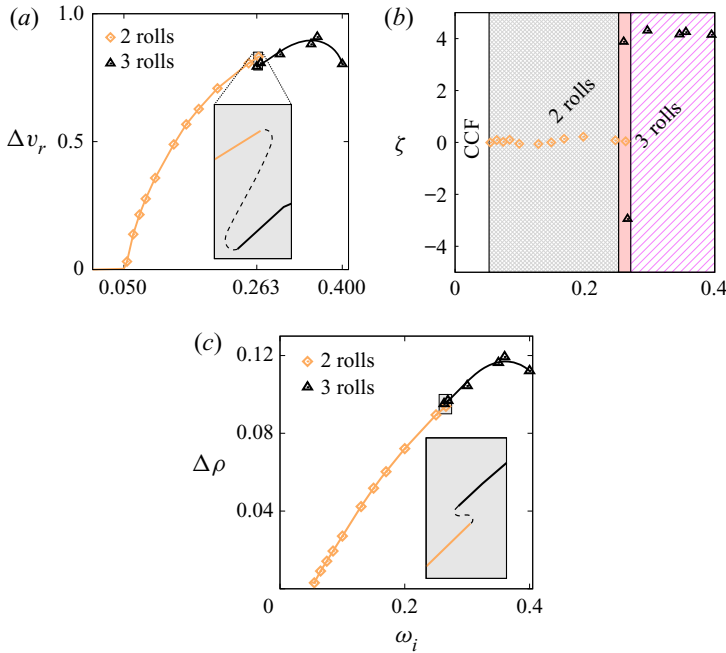 (a)
1.0
2 rolls
3 rolls
Δv_r
0.5
0
0.050
0.263
0.400
(b)
4
2
ζ
0
−2
−4
CCF
2 rolls
3 rolls
0
0.2
0.4
(c)
0.12
2 rolls
3 rolls
0.08
Δρ
0.04
0
0.2
0.4
ω_i